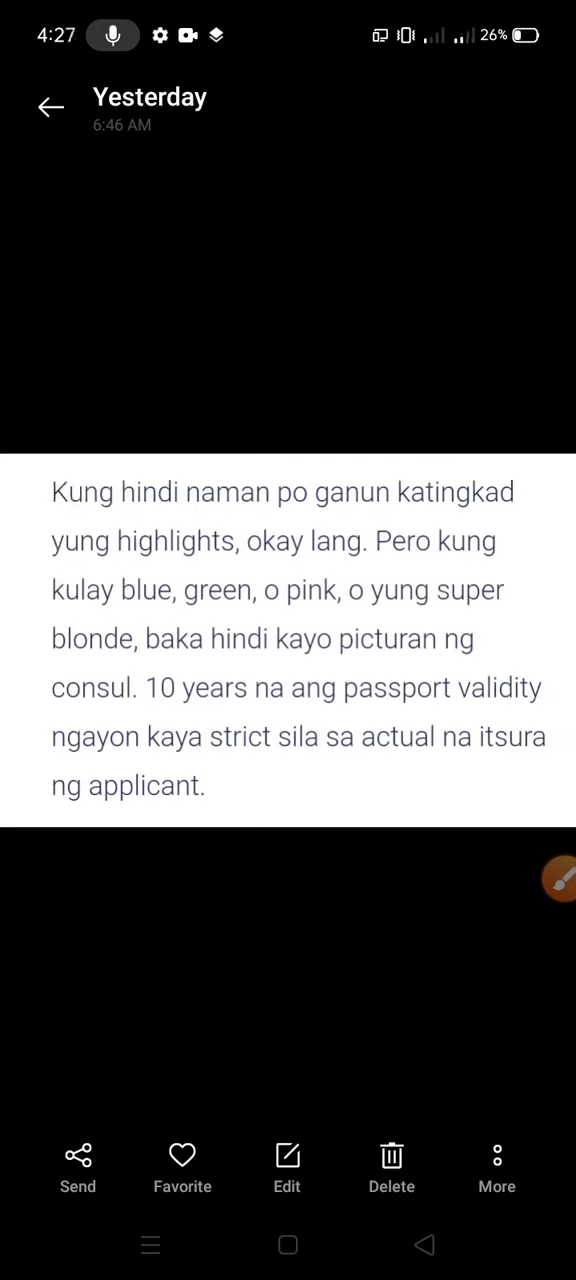 4:27
26%
Yesterday
6:46 AM
Kung hindi naman po ganun katingkad
yung highlights, okay lang. Pero kung
kulay blue, green, o pink, o yung super
blonde, baka hindi kayo picturan ng
consul. 10 years na ang passport validity
ngayon kaya strict sila sa actual na itsura
ng applicant.
Send
Favorite
Edit
Delete
More